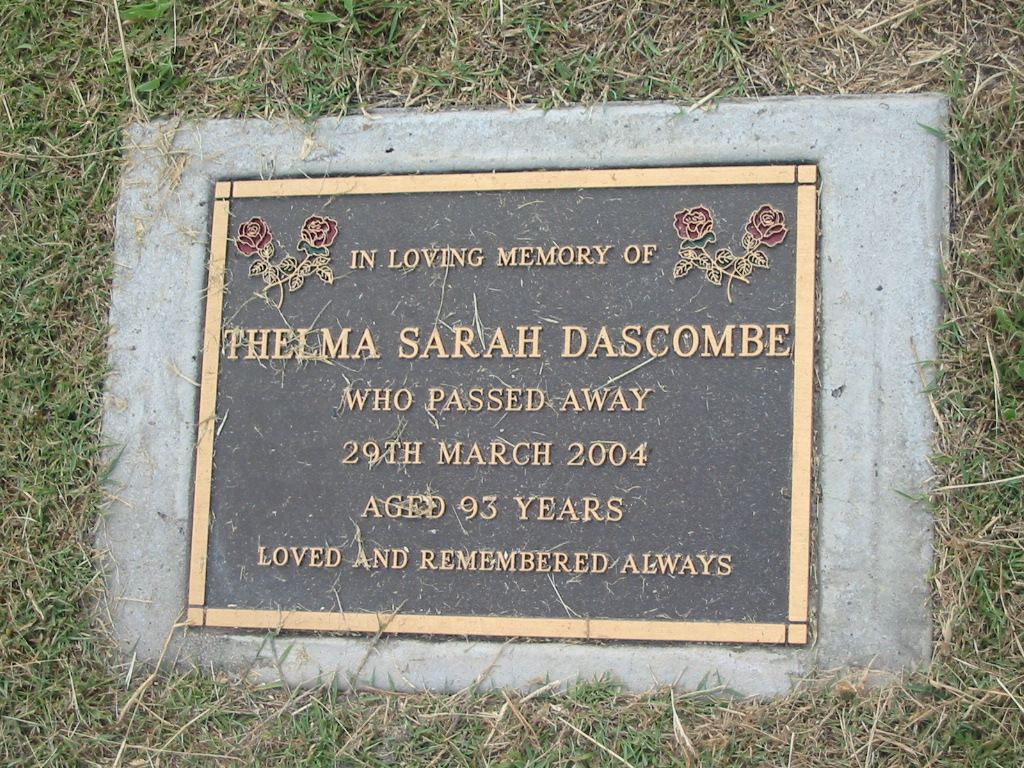 IN LOVING MEMORY OF
THELMA SARAH DASCOMBE
WHO PASSED AWAY
29TH MARCH 2004
AGED 93 YEARS
LOVED AND REMEMBERED ALWAYS